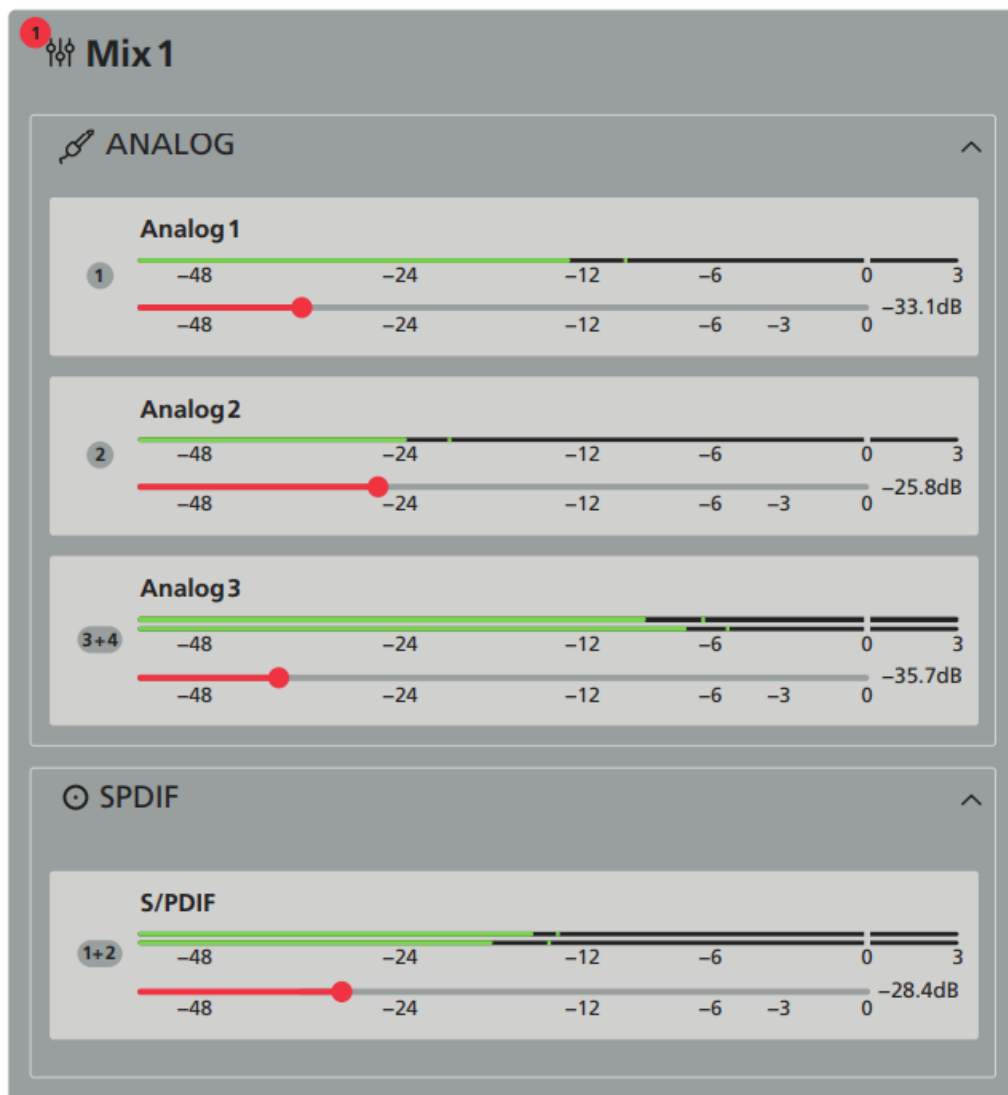 1
Mix 1
ANALOG
Analog 1
1
–48 –24 –12 –6 0 3
–33.1dB
–48 –24 –12 –6 –3 0
Analog 2
2
–48 –24 –12 –6 0 3
–25.8dB
–48 –24 –12 –6 –3 0
Analog 3
3+4
–48 –24 –12 –6 0 3
–35.7dB
–48 –24 –12 –6 –3 0
SPDIF
S/PDIF
1+2
–48 –24 –12 –6 0 3
–28.4dB
–48 –24 –12 –6 –3 0